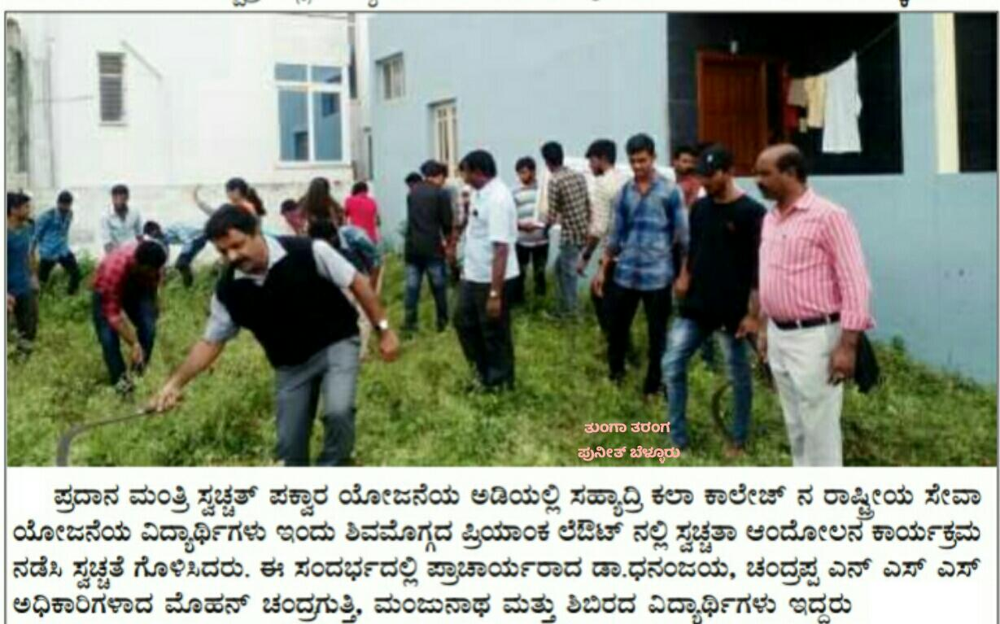 ತುಂಗಾ ತರಂಗ
ಪುನೀತ್ ಬೆಳ್ಳೂರು
ಪ್ರದಾನ ಮಂತ್ರಿ ಸ್ವಚ್ಚತ್ ಪಕ್ವಾರ ಯೋಜನೆಯ ಅಡಿಯಲ್ಲಿ ಸಹ್ಯಾದ್ರಿ ಕಲಾ ಕಾಲೇಜ್ ನ ರಾಷ್ಟ್ರೀಯ ಸೇವಾ
ಯೋಜನೆಯ ವಿದ್ಯಾರ್ಥಿಗಳು ಇಂದು ಶಿವಮೊಗ್ಗದ ಪ್ರಿಯಾಂಕ ಲೆಔಟ್ ನಲ್ಲಿ ಸ್ವಚ್ಚತಾ ಆಂದೋಲನ ಕಾರ್ಯಕ್ರಮ
ನಡೆಸಿ ಸ್ವಚ್ಚತೆ ಗೊಳಿಸಿದರು. ಈ ಸಂದರ್ಭದಲ್ಲಿ ಪ್ರಾಚಾರ್ಯರಾದ ಡಾ.ಧನಂಜಯ, ಚಂದ್ರಪ್ಪ ಎನ್ ಎಸ್ ಎಸ್
ಅಧಿಕಾರಿಗಳಾದ ಮೊಹನ್ ಚಂದ್ರಗುತ್ತಿ, ಮಂಜುನಾಥ ಮತ್ತು ಶಿಬಿರದ ವಿದ್ಯಾರ್ಥಿಗಳು ಇದ್ದರು